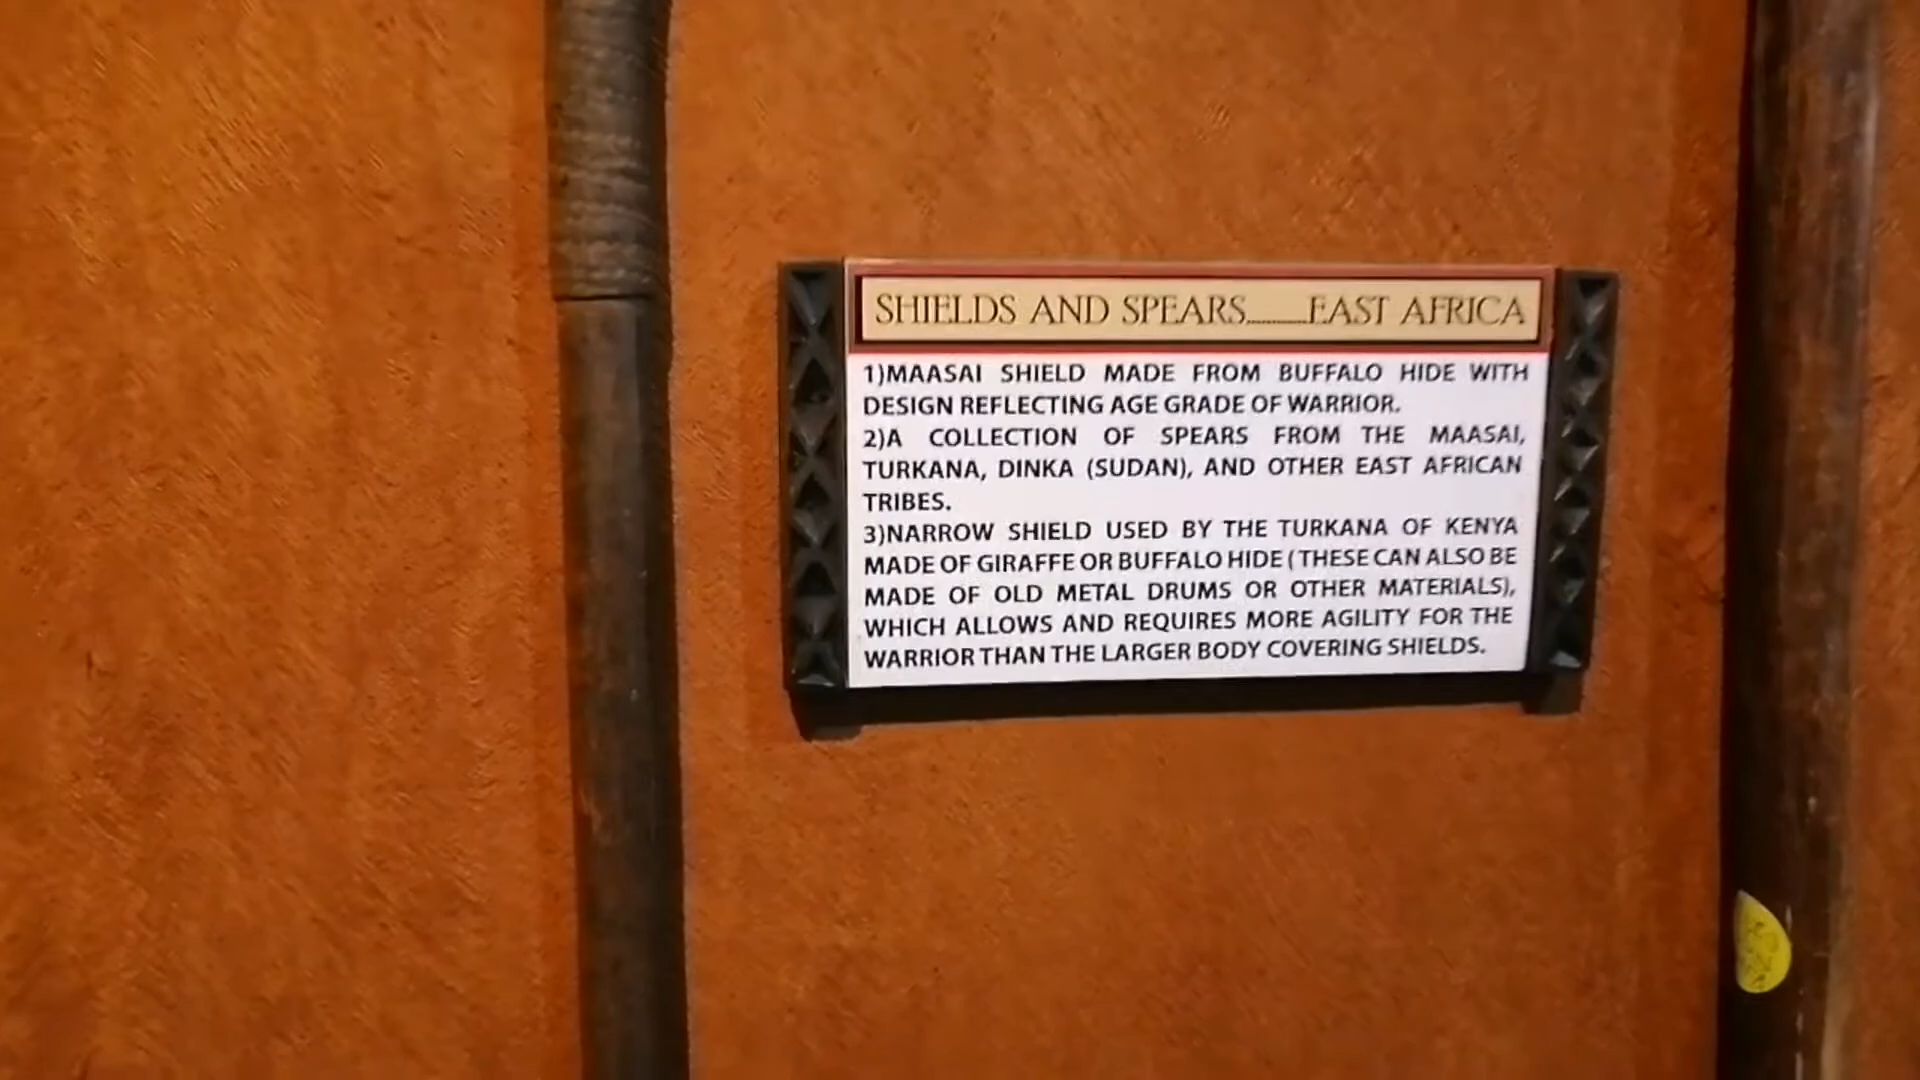 SHIELDS AND SPEARS..........EAST AFRICA
1)MAASAI SHIELD MADE FROM BUFFALO HIDE WITH
DESIGN REFLECTING AGE GRADE OF WARRIOR.
2)A COLLECTION OF SPEARS FROM THE MAASAI,
TURKANA, DINKA (SUDAN), AND OTHER EAST AFRICAN
TRIBES.
3)NARROW SHIELD USED BY THE TURKANA OF KENYA
MADE OF GIRAFFE OR BUFFALO HIDE ( THESE CAN ALSO BE
MADE OF OLD METAL DRUMS OR OTHER MATERIALS),
WHICH ALLOWS AND REQUIRES MORE AGILITY FOR THE
WARRIOR THAN THE LARGER BODY COVERING SHIELDS.